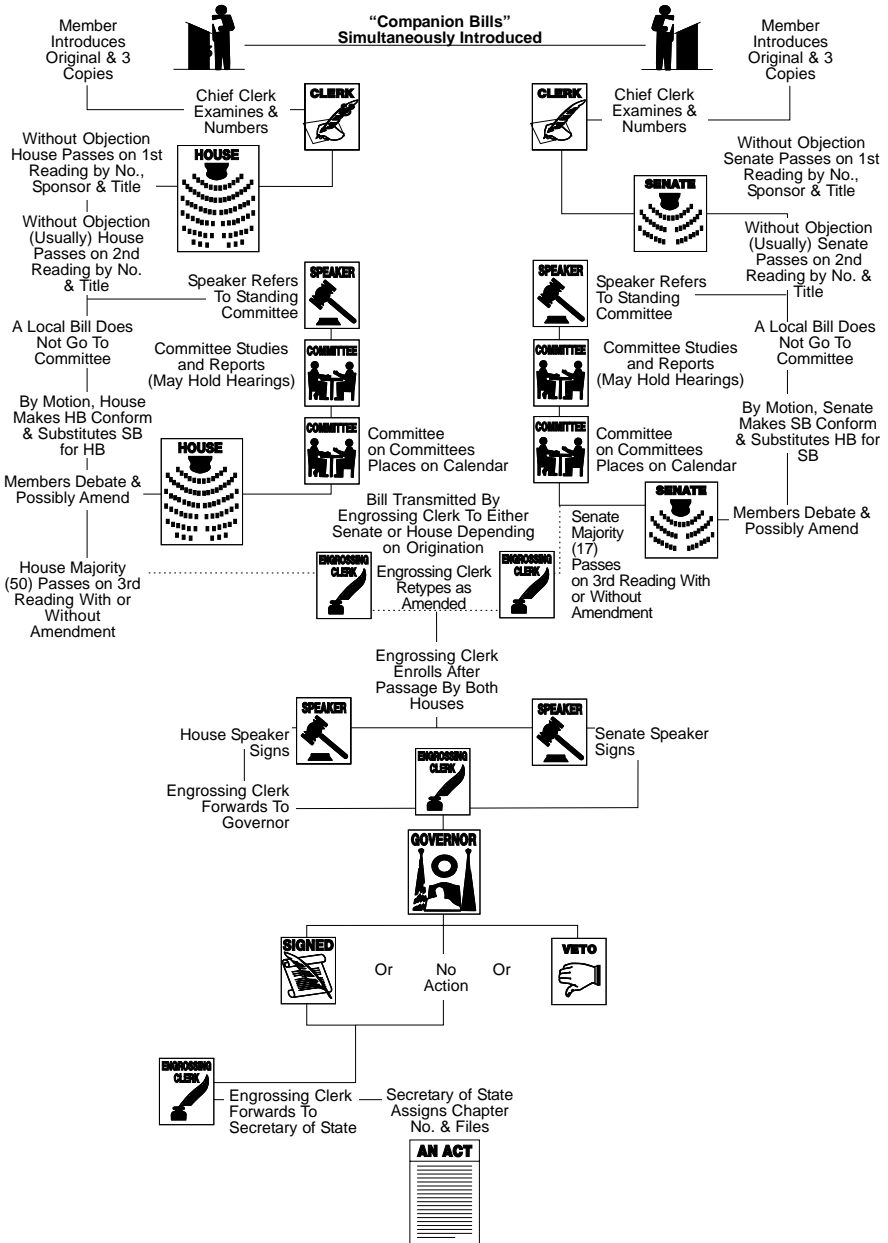 “Companion Bills”
Simultaneously Introduced
Member
Introduces
Original & 3
Copies
Member
Introduces
Original & 3
Copies
Chief Clerk
Examines &
Numbers
CLERK
CLERK
Chief Clerk
Examines &
Numbers
Without Objection
House Passes on 1st
Reading by No.,
Sponsor & Title
HOUSE
Without Objection
Senate Passes on 1st
Reading by No.,
Sponsor & Title
SENATE
Without Objection
(Usually) House
Passes on 2nd
Reading by No.
& Title
Without Objection
(Usually) Senate
Passes on 2nd
Reading by No.
& Title
Speaker Refers
To Standing
Committee
SPEAKER
SPEAKER
Speaker Refers
To Standing
Committee
A Local Bill Does
Not Go To
Committee
A Local Bill Does
Not Go To
Committee
Committee Studies
and Reports
(May Hold Hearings)
COMMITTEE
COMMITTEE
Committee Studies
and Reports
(May Hold Hearings)
By Motion, House
Makes HB Conform
& Substitutes SB
for HB
By Motion, Senate
Makes SB Conform
& Substitutes HB for
SB
COMMITTEE
Committee
on Committees
Places on Calendar
COMMITTEE
Committee
on Committees
Places on Calendar
HOUSE
Members Debate &
Possibly Amend
SENATE
Members Debate &
Possibly Amend
Bill Transmitted By
Engrossing Clerk To Either
Senate or House Depending
on Origination
Senate
Majority
(17)
Passes
on 3rd Reading With
or Without
Amendment
House Majority
(50) Passes on 3rd
Reading With or
Without
Amendment
ENGROSSING
CLERK
Engrossing Clerk
Retypes as
Amended
ENGROSSING
CLERK
Engrossing Clerk
Enrolls After
Passage By Both
Houses
House Speaker
Signs
SPEAKER
SPEAKER
Senate Speaker
Signs
Engrossing Clerk
Forwards To
Governor
ENGROSSING
CLERK
GOVERNOR
SIGNED
Or
No
Action
Or
VETO
ENGROSSING
CLERK
Engrossing Clerk
Forwards To
Secretary of State
Secretary of State
Assigns Chapter
No. & Files
AN ACT